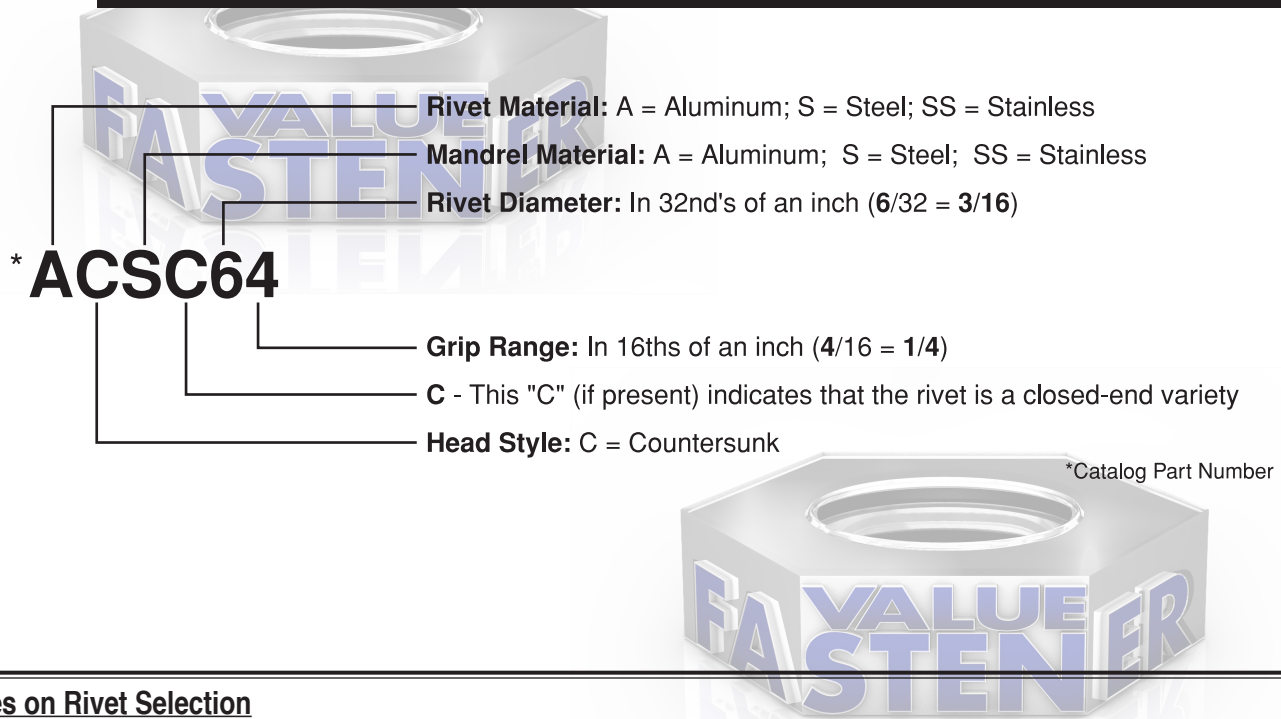 Rivet Material: A = Aluminum; S = Steel; SS = Stainless
Mandrel Material: A = Aluminum; S = Steel; SS = Stainless
Rivet Diameter: In 32nd's of an inch (6/32 = 3/16)
*ACSC64
Grip Range: In 16ths of an inch (4/16 = 1/4)
C - This "C" (if present) indicates that the rivet is a closed-end variety
Head Style: C = Countersunk
*Catalog Part Number
VALUE
FASTENER
VALUE
FASTENER
es on Rivet Selection